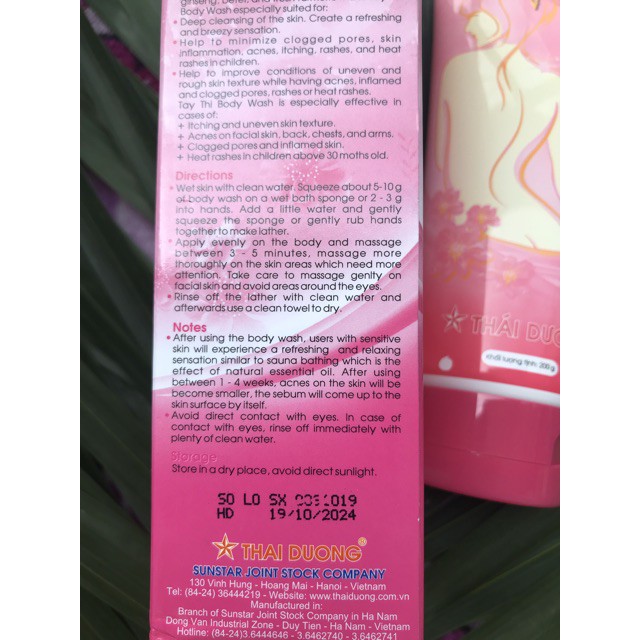 Body Wash especially suited for:
• Deep cleansing of the skin. Create a refreshing
and breezy sensation.
• Help to minimize clogged pores, skin
inflammation, acnes, itching, rashes, and heat
rashes in children.
• Help to improve conditions of uneven and
rough skin texture while having acnes, inflamed
and clogged pores, rashes or heat rashes.
Tay Thi Body Wash is especially effective in
cases of:
+ Itching and uneven skin texture.
+ Acnes on facial skin, back, chests, and arms.
+ Clogged pores and inflamed skin.
+ Heat rashes in children above 30 moths old.
Directions
• Wet skin with clean water. Squeeze about 5-10 g
of body wash on a wet bath sponge or 2 - 3 g
into hands. Add a little water and gently
squeeze the sponge or gently rub hands
together to make lather.
• Apply evenly on the body and massage
between 3 - 5 minutes, massage more
thoroughly on the skin areas which need more
attention. Take care to massage gently on
facial skin and avoid areas around the eyes.
• Rinse off the lather with clean water and
afterwards use a clean towel to dry.
Notes
• After using the body wash, users with sensitive
skin will experience a refreshing and relaxing
sensation similar to sauna bathing which is the
effect of natural essential oil. After using
between 1 - 4 weeks, acnes on the skin will be
become smaller, the sebum will come up to the
skin surface by itself.
• Avoid direct contact with eyes. In case of
contact with eyes, rinse off immediately with
plenty of clean water.
Storage
Store in a dry place, avoid direct sunlight.
SO LO SX
HD 19/10/2024
THAI DUONG®
SUNSTAR JOINT STOCK COMPANY
130 Vinh Hung - Hoang Mai - Hanoi - Vietnam
Tel: (84-24) 36444219 - Website: www.thaiduong.com.vn
Manufactured in:
Branch of Sunstar Joint Stock Company in Ha Nam
Dong Van Industrial Zone - Duy Tien - Ha Nam - Vietnam
Hotline: (84-24)3.6444646 - 3.6462740 - 3.6462741
THÁI DƯƠN
Khối lượng tịnh: 200 g